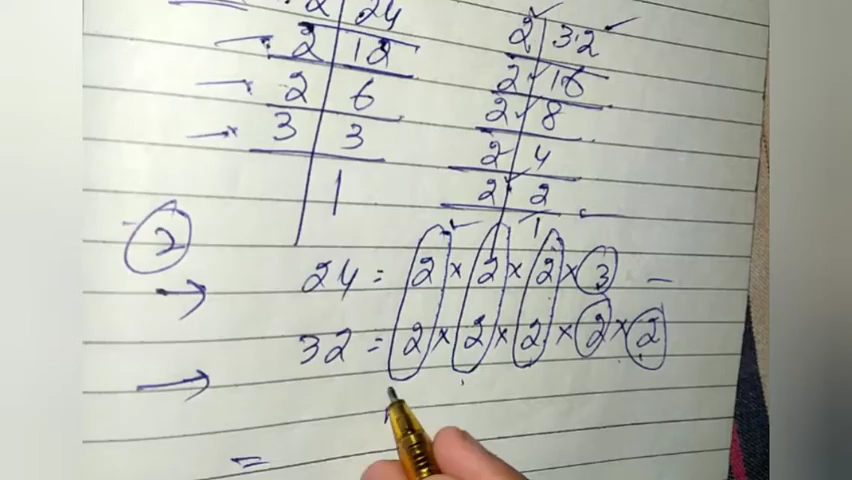 2 | 24
2 | 12
2 | 6
3 | 3
1
2 | 32
2 | 16
2 | 8
2 | 4
2 | 2
1
2
24 = 2 × 2 × 2 × 3 —
32 = 2 × 2 × 2 × 2 × 2
=